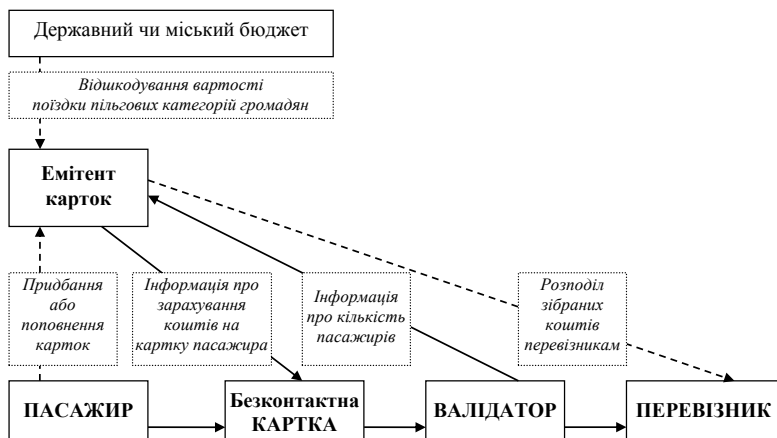 Державний чи міський бюджет
Відшкодування вартості
поїздки пільгових категорій громадян
Емітент
карток
Придбання
або
поповнення
карток
Інформація про
зарахування
коштів на
картку пасажира
Інформація
про кількість
пасажирів
Розподіл
зібраних
коштів
перевізникам
ПАСАЖИР
Безконтактна
КАРТКА
ВАЛІДАТОР
ПЕРЕВІЗНИК